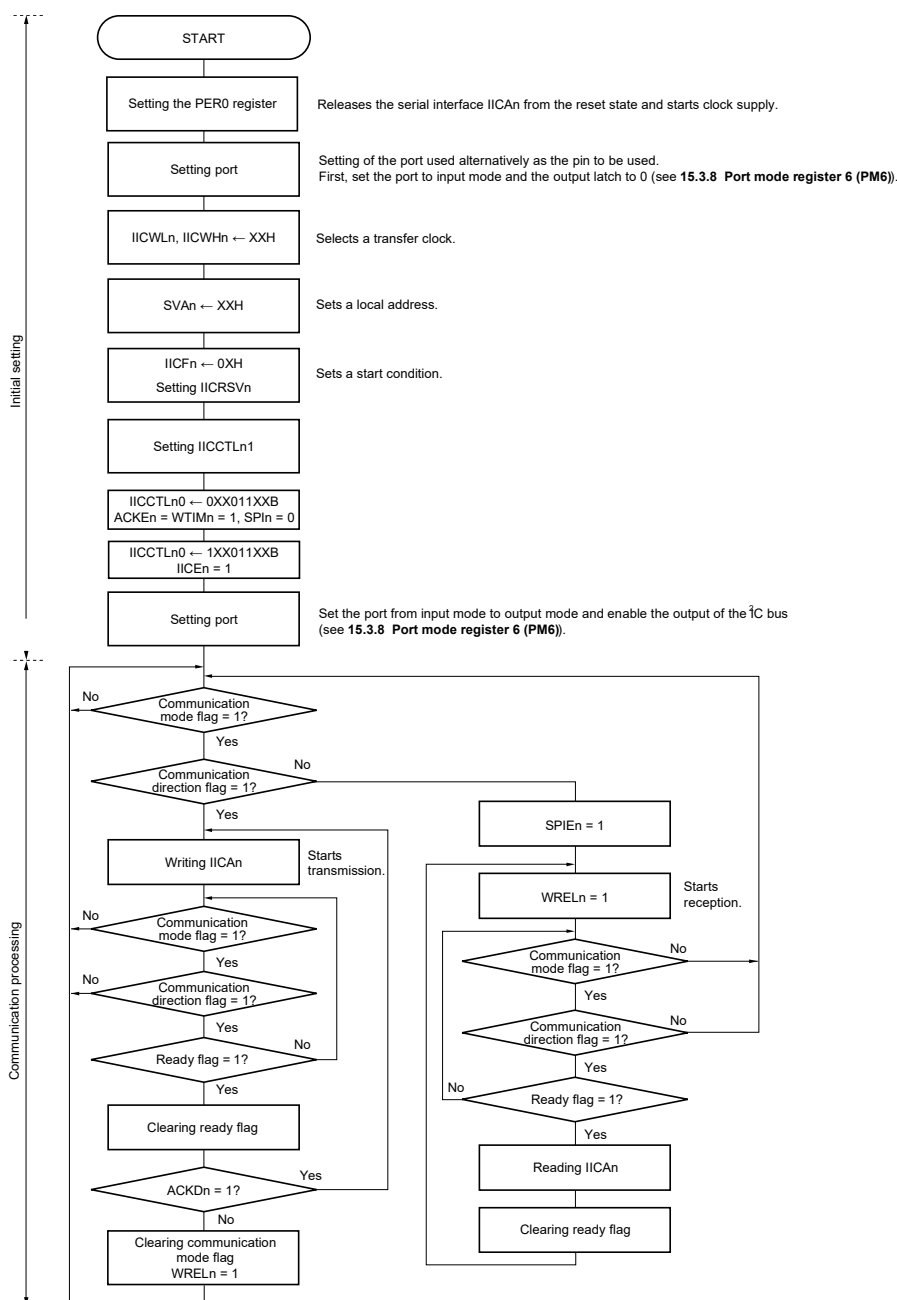 START
Setting the PER0 register
Releases the serial interface IICAn from the reset state and starts clock supply.
Setting port
Setting of the port used alternatively as the pin to be used.
First, set the port to input mode and the output latch to 0 (see 15.3.8 Port mode register 6 (PM6)).
IICWLn, IICWHn ← XXH
Selects a transfer clock.
SVAn ← XXH
Sets a local address.
IICFn ← 0XH
Setting IICRSVn
Sets a start condition.
Setting IICCTLn1
IICCTLn0 ← 0XX011XXB
ACKEn = WTIMn = 1, SPIn = 0
IICCTLn0 ← 1XX011XXB
IICEn = 1
Setting port
Set the port from input mode to output mode and enable the output of the I2C bus
(see 15.3.8 Port mode register 6 (PM6)).
Initial setting
No
Communication
mode flag = 1?
Yes
Communication
direction flag = 1?
No
Yes
Writing IICAn
Starts
transmission.
No
Communication
mode flag = 1?
Yes
No
Communication
direction flag = 1?
Yes
Ready flag = 1?
No
Yes
Clearing ready flag
ACKDn = 1?
Yes
No
Clearing communication
mode flag
WRELn = 1
SPIEn = 1
WRELn = 1
Starts
reception.
Communication
mode flag = 1?
No
Yes
Communication
direction flag = 1?
No
Yes
No
Ready flag = 1?
Yes
Reading IICAn
Clearing ready flag
Communication processing